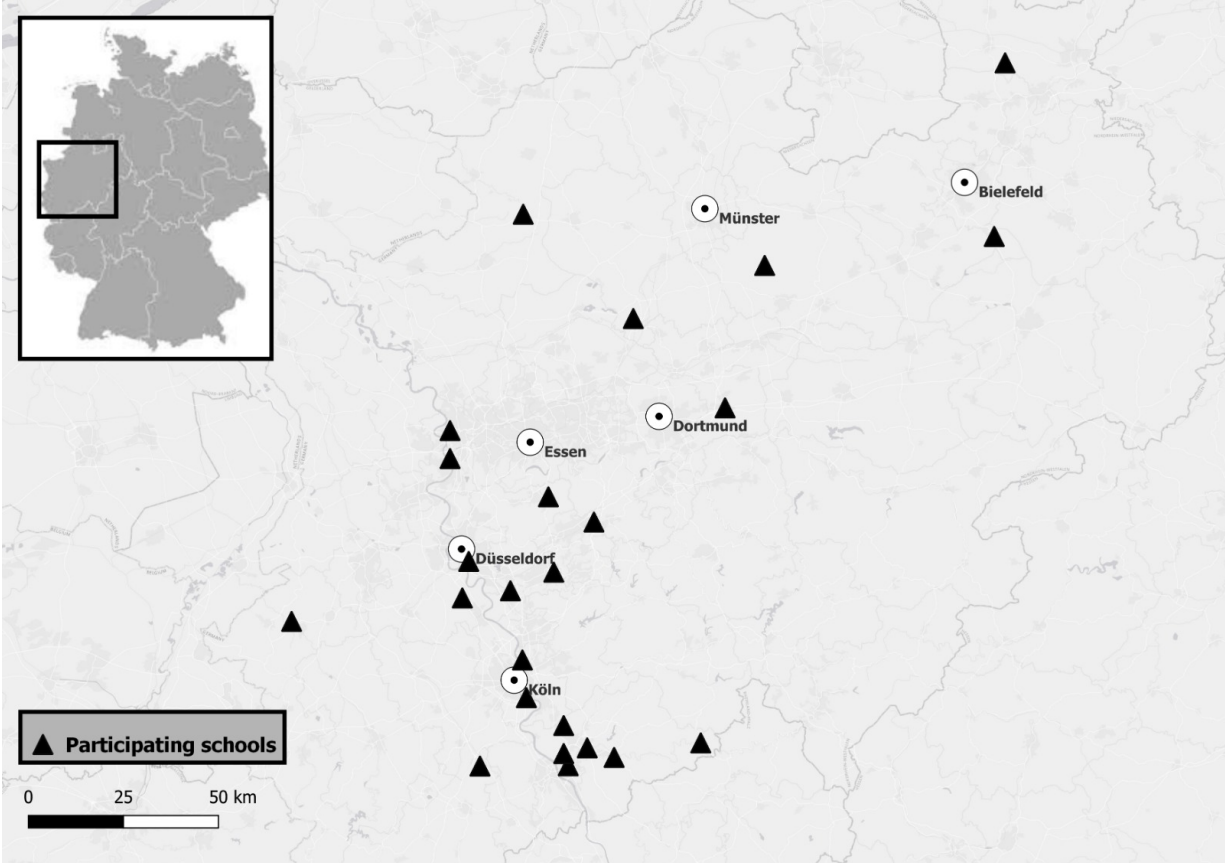 Bielefeld
Münster
Dortmund
Essen
Düsseldorf
Köln
Participating schools
0 25 50 km